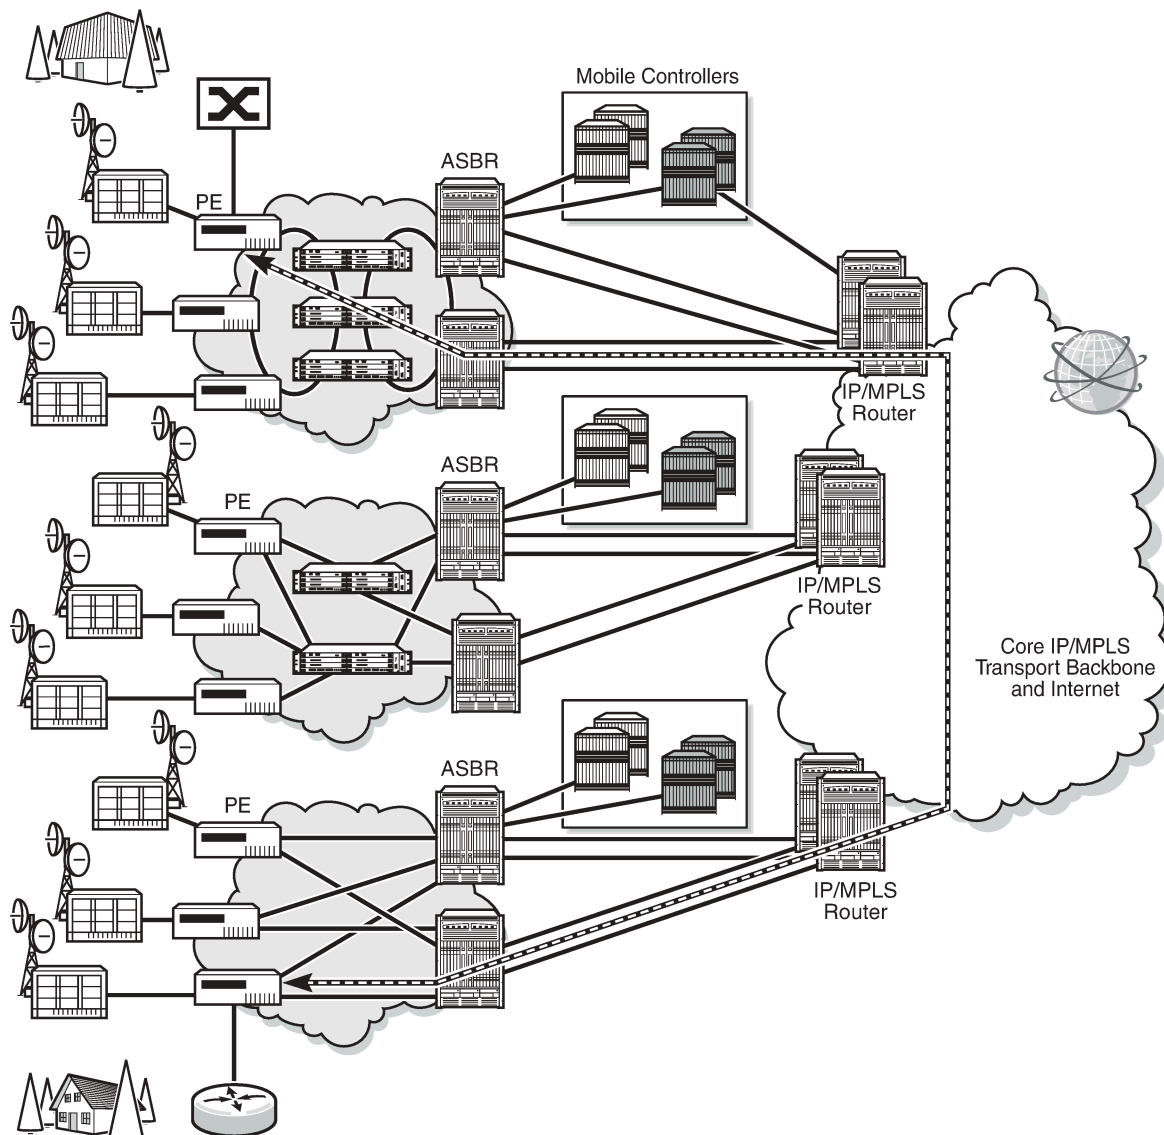 Mobile Controllers
ASBR
PE
IP/MPLS
Router
ASBR
PE
IP/MPLS
Router
Core IP/MPLS
Transport Backbone
and Internet
ASBR
PE
IP/MPLS
Router